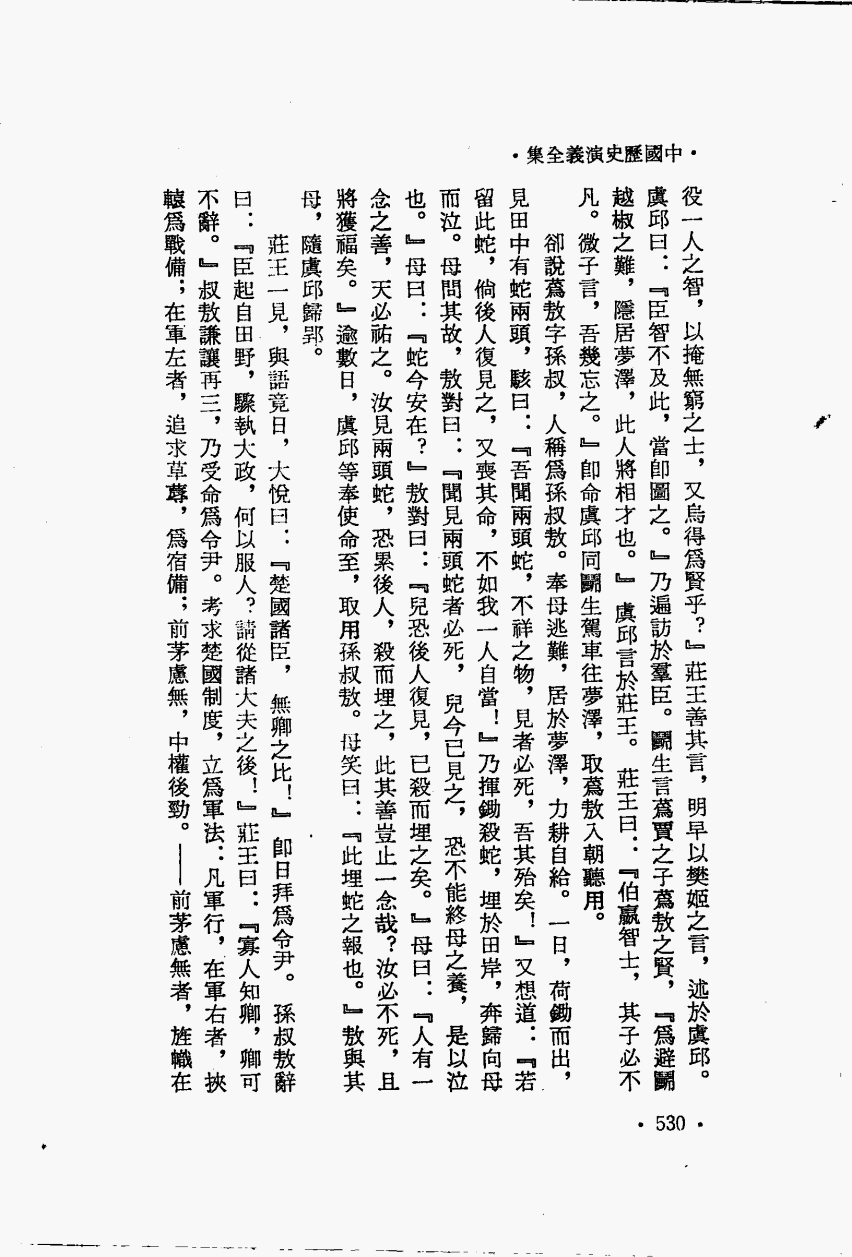 ·中國歷史演義全集·
役一人之智，以掩無窮之士，又烏得爲賢乎？』莊王善其言，明早以樊姬之言，述於虞邱。
虞邱曰：『臣智不及此，當卽圖之。』乃遍訪於羣臣。鬬生言蔿賈之子蔿敖之賢，『爲避鬬
越椒之難，隱居夢澤，此人將相才也。』虞邱言於莊王。莊王曰：『伯嬴智士，其子必不
凡。微子言，吾幾忘之。』卽命虞邱同鬬生駕車往夢澤，取蔿敖入朝聽用。
卻說蔿敖字孫叔，人稱爲孫叔敖。奉母逃難，居於夢澤，力耕自給。一日，荷鋤而出，
見田中有蛇兩頭，駭曰：『吾聞兩頭蛇，不祥之物，見者必死，吾其殆矣！』又想道：『若
留此蛇，倘後人復見之，又喪其命，不如我一人自當！』乃揮鋤殺蛇，埋於田岸，奔歸向母
而泣。母問其故，敖對曰：『聞見兩頭蛇者必死，兒今已見之，恐不能終母之養，是以泣
也。』母曰：『蛇今安在？』敖對曰：『兒恐後人復見，已殺而埋之矣。』母曰：『人有一
念之善，天必祐之。汝見兩頭蛇，恐累後人，殺而埋之，此其善豈止一念哉？汝必不死，且
將獲福矣。』逾數日，虞邱等奉使命至，取用孫叔敖。母笑曰：『此埋蛇之報也。』敖與其
母，隨虞邱歸郢。
莊王一見，與語竟日，大悅曰：『楚國諸臣，無卿之比！』卽日拜爲令尹。孫叔敖辭
曰：『臣起自田野，驟執大政，何以服人？請從諸大夫之後！』莊王曰：『寡人知卿，卿可
不辭。』叔敖謙讓再三，乃受命爲令尹。考求楚國制度，立爲軍法：凡軍行，在軍右者，挾
轅爲戰備；在軍左者，追求草蓐，爲宿備；前茅慮無，中權後勁。——前茅慮無者，旌幟在
·530·